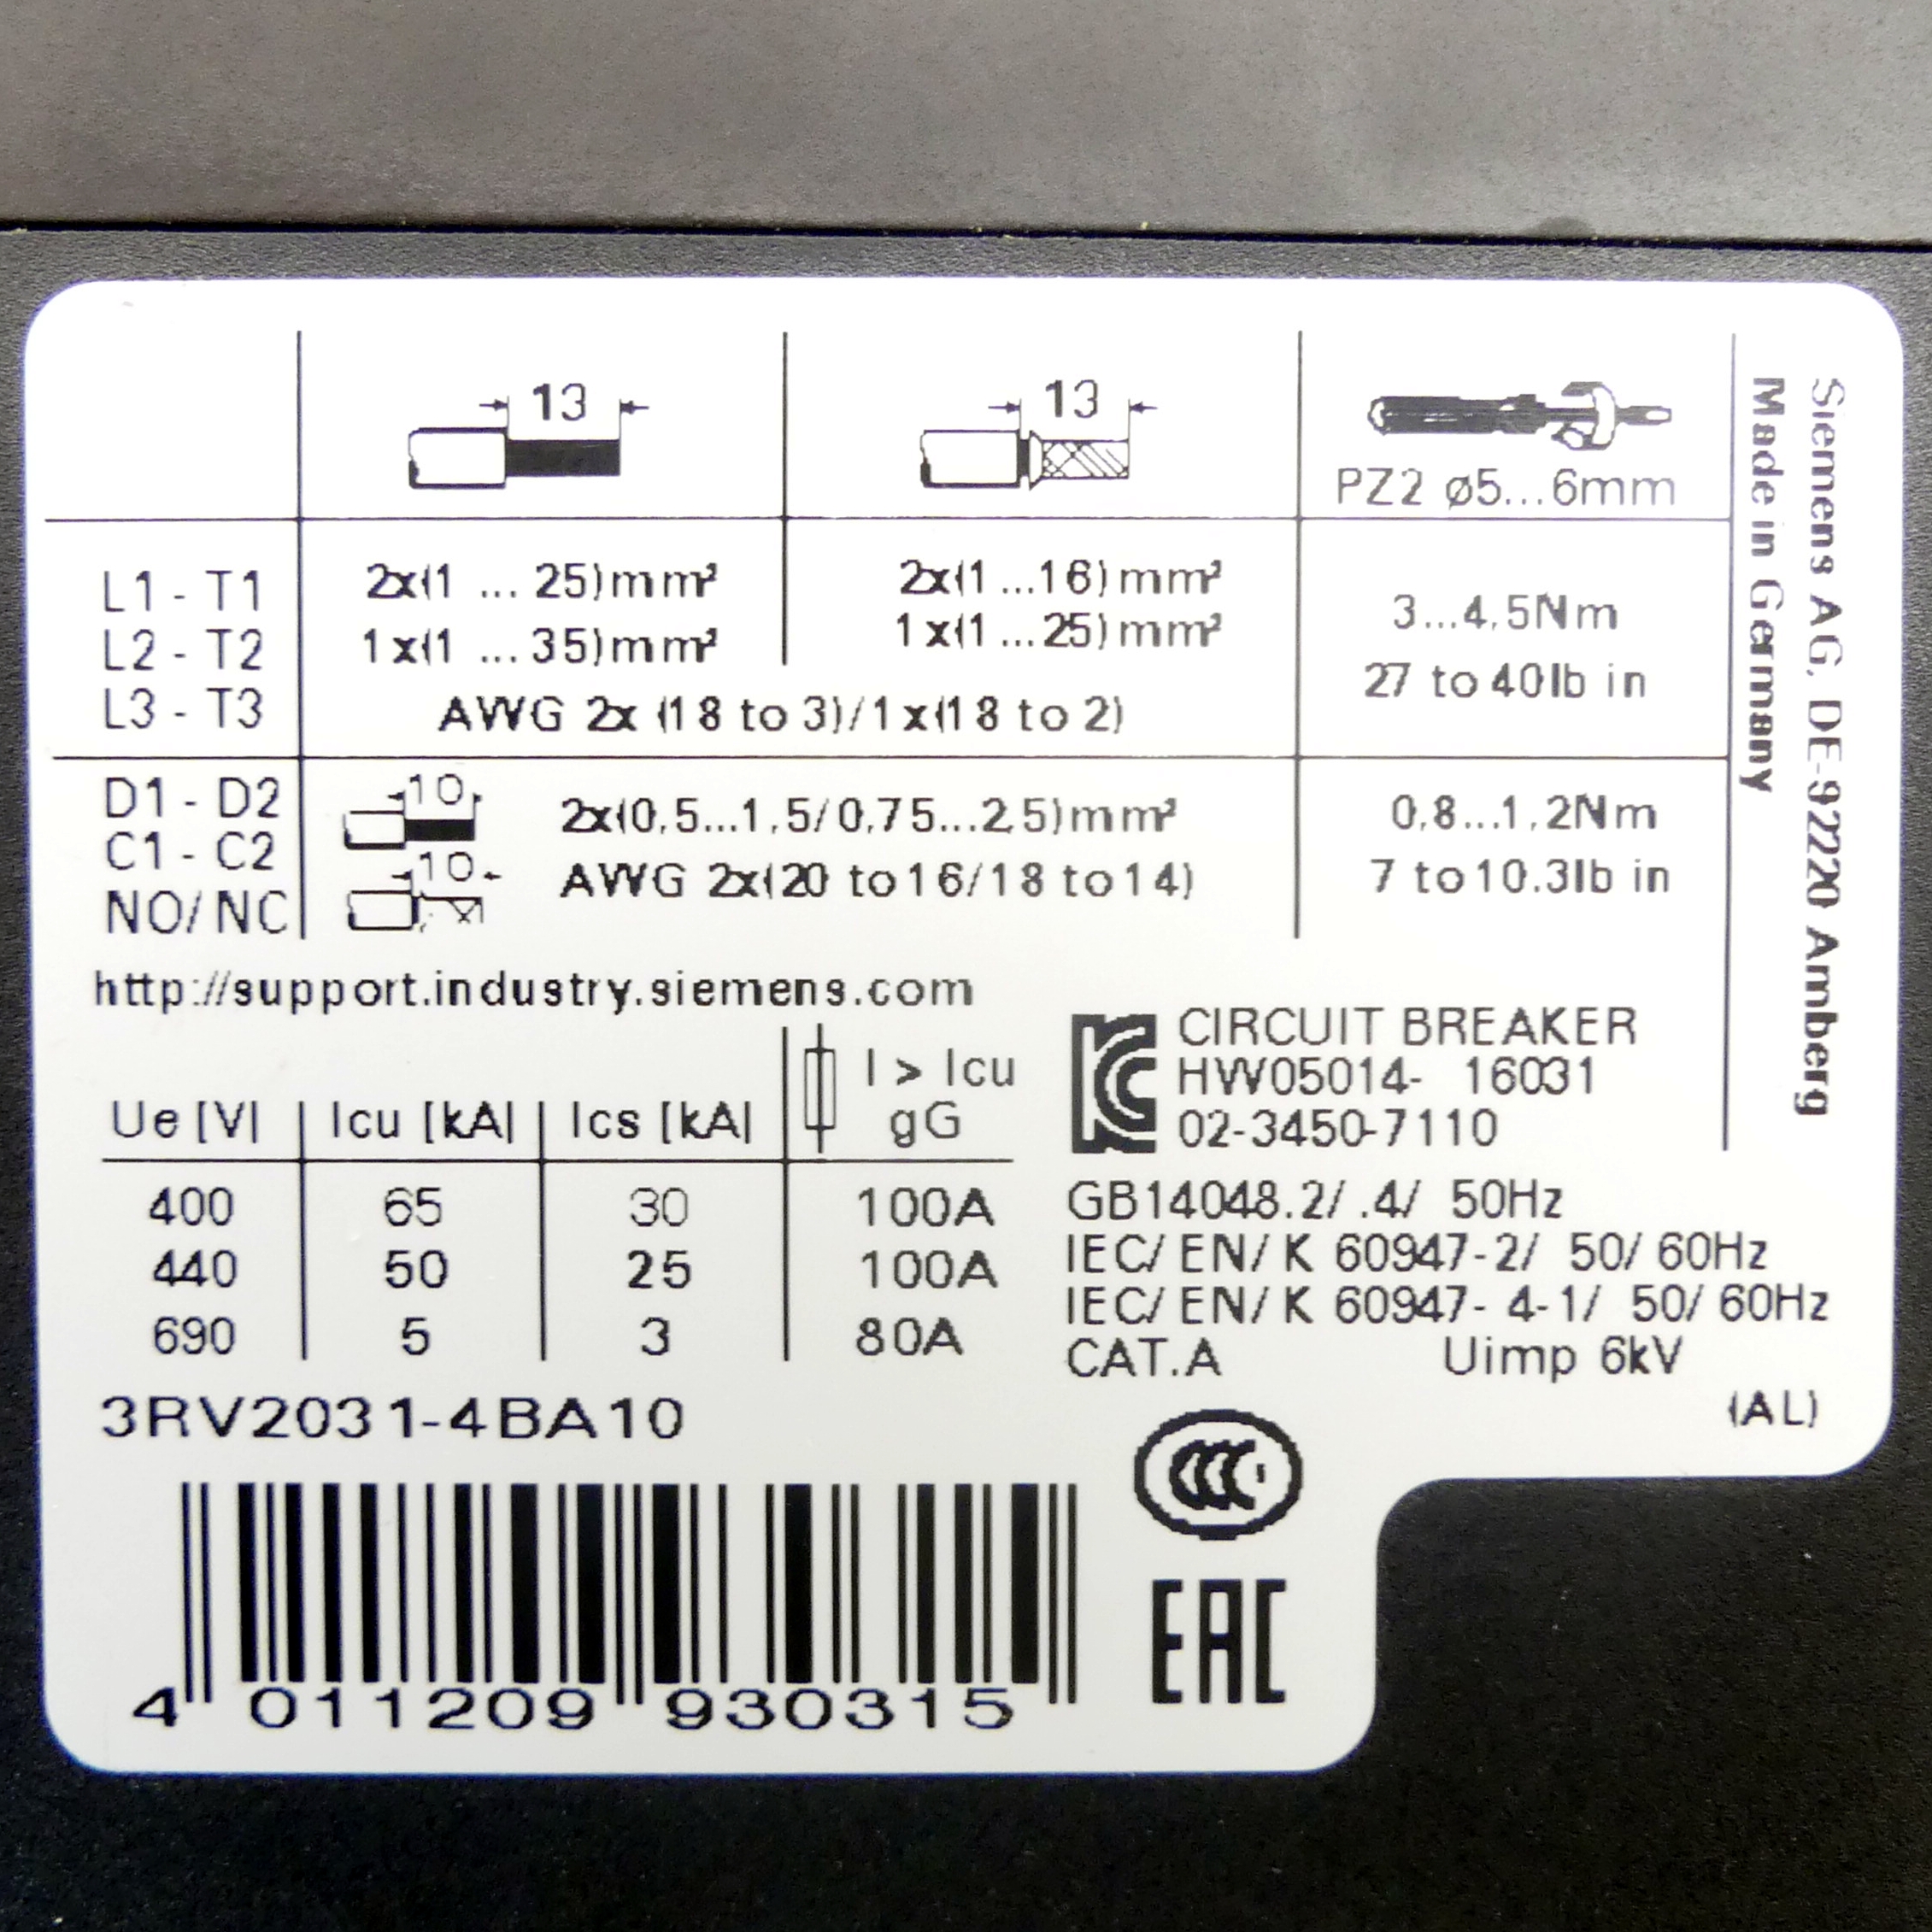 13
13
PZ2 ø5...6mm
L1 - T1
L2 - T2
L3 - T3
2x(1 ... 25)mm²
1x(1 ... 35)mm²
2x(1 ...16)mm²
1x(1 ...25)mm²
AWG 2x (18 to 3)/1x(18 to 2)
3...4,5Nm
27 to 40lb in
D1 - D2
C1 - C2
NO/NC
10
10
2x(0,5...1,5/0,75...2,5)mm²
AWG 2x(20 to 16/18 to 14)
0,8...1,2Nm
7 to 10.3lb in
Siemens AG, DE-92220 Amberg
Made in Germany
http://support.industry.siemens.com
Ue [V] Icu [kA] Ics [kA] I > Icu gG
400 65 30 100A
440 50 25 100A
690 5 3 80A
CIRCUIT BREAKER
HW05014- 16031
02-3450-7110
GB14048.2/ .4/ 50Hz
IEC/EN/K 60947-2/ 50/60Hz
IEC/EN/K 60947- 4-1/ 50/60Hz
CAT.A Uimp 6kV
(AL)
3RV2031-4BA10
CCC
EAC
4 011209 930315